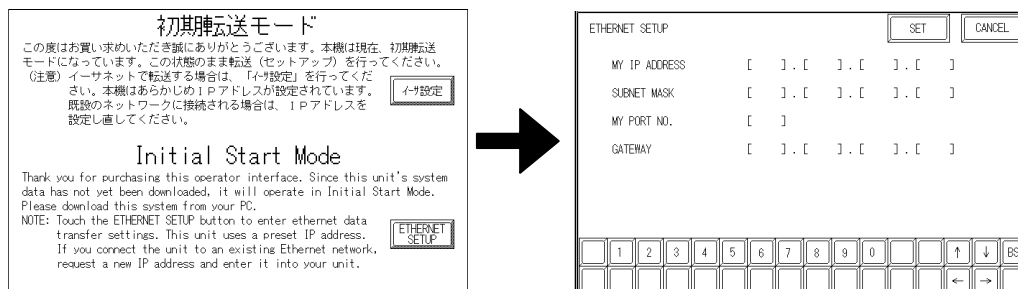 初期転送モード
この度はお買い求めいただき誠にありがとうございます。本機は現在、初期転送
モードになっています。この状態のまま転送（セットアップ）を行ってください。
（注意）イーサネットで転送する場合は、「イーサ設定」を行ってくだ
さい。本機はあらかじめＩＰアドレスが設定されています。
既設のネットワークに接続される場合は、ＩＰアドレスを
設定し直してください。
イーサ設定
Initial Start Mode
Thank you for purchasing this operator interface. Since this unit's system
data has not yet been downloaded, it will operate in Initial Start Mode.
Please download this system from your PC.
NOTE: Touch the ETHERNET SETUP button to enter ethernet data
transfer settings. This unit uses a preset IP address.
If you connect the unit to an existing Ethernet network,
request a new IP address and enter it into your unit.
ETHERNET
SETUP
ETHERNET SETUP SET CANCEL
MY IP ADDRESS [ ].[ ].[ ].[ ]
SUBNET MASK [ ].[ ].[ ].[ ]
MY PORT NO. [ ]
GATEWAY [ ].[ ].[ ].[ ]
1 2 3 4 5 6 7 8 9 0 ↑ ↓ BS
← →